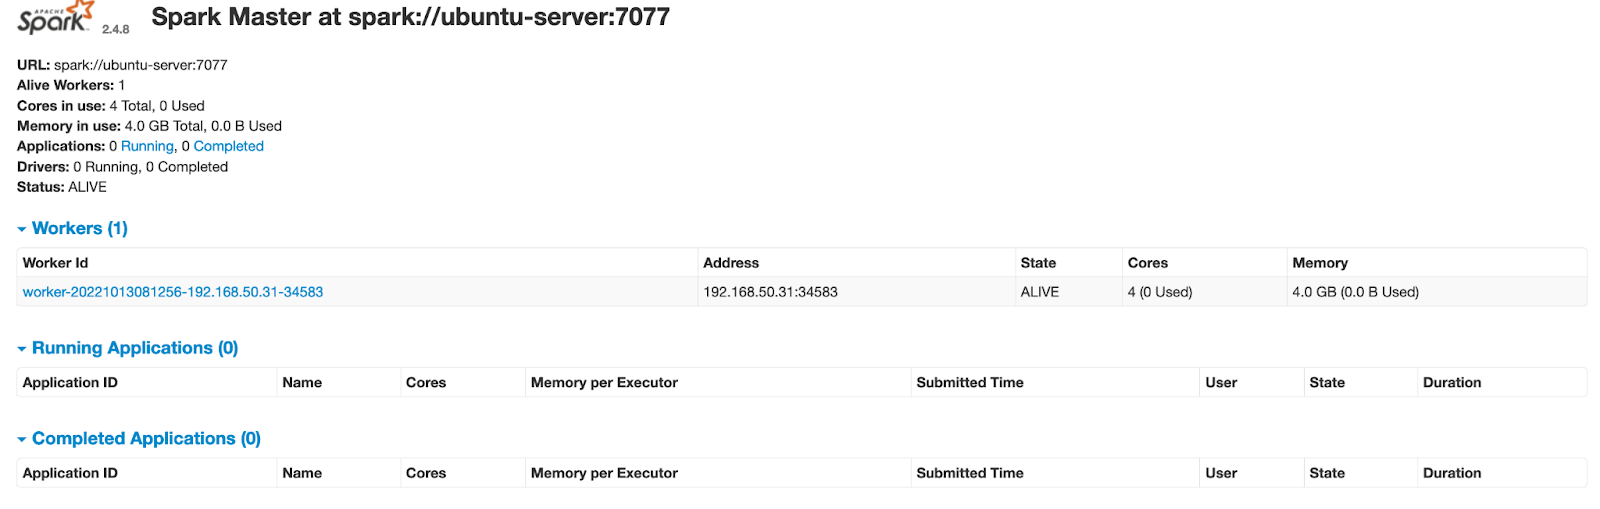 APACHE
Spark 2.4.8 Spark Master at spark://ubuntu-server:7077
URL: spark://ubuntu-server:7077
Alive Workers: 1
Cores in use: 4 Total, 0 Used
Memory in use: 4.0 GB Total, 0.0 B Used
Applications: 0 Running, 0 Completed
Drivers: 0 Running, 0 Completed
Status: ALIVE
Workers (1)
Worker Id Address State Cores Memory
worker-20221013081256-192.168.50.31-34583 192.168.50.31:34583 ALIVE 4 (0 Used) 4.0 GB (0.0 B Used)
Running Applications (0)
Application ID Name Cores Memory per Executor Submitted Time User State Duration
Completed Applications (0)
Application ID Name Cores Memory per Executor Submitted Time User State Duration